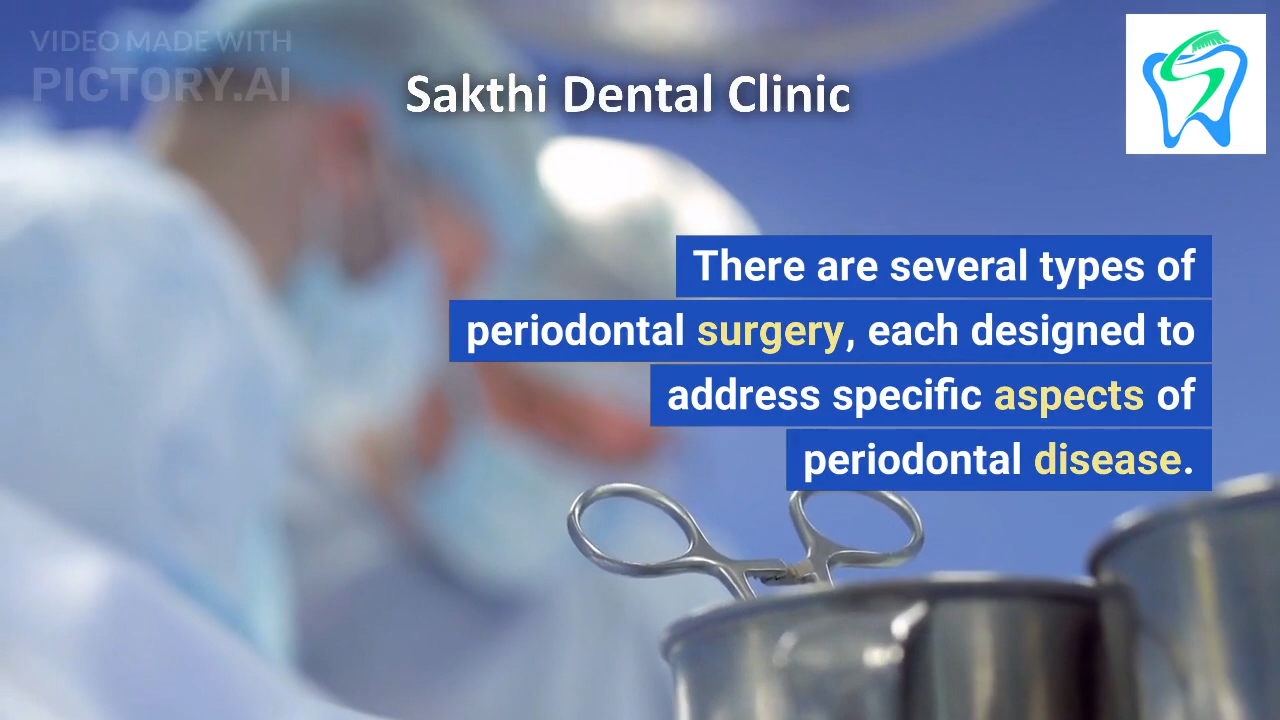 VIDEO MADE WITH
PICTORY.AI
Sakthi Dental Clinic
There are several types of
periodontal surgery, each designed to
address specific aspects of
periodontal disease.